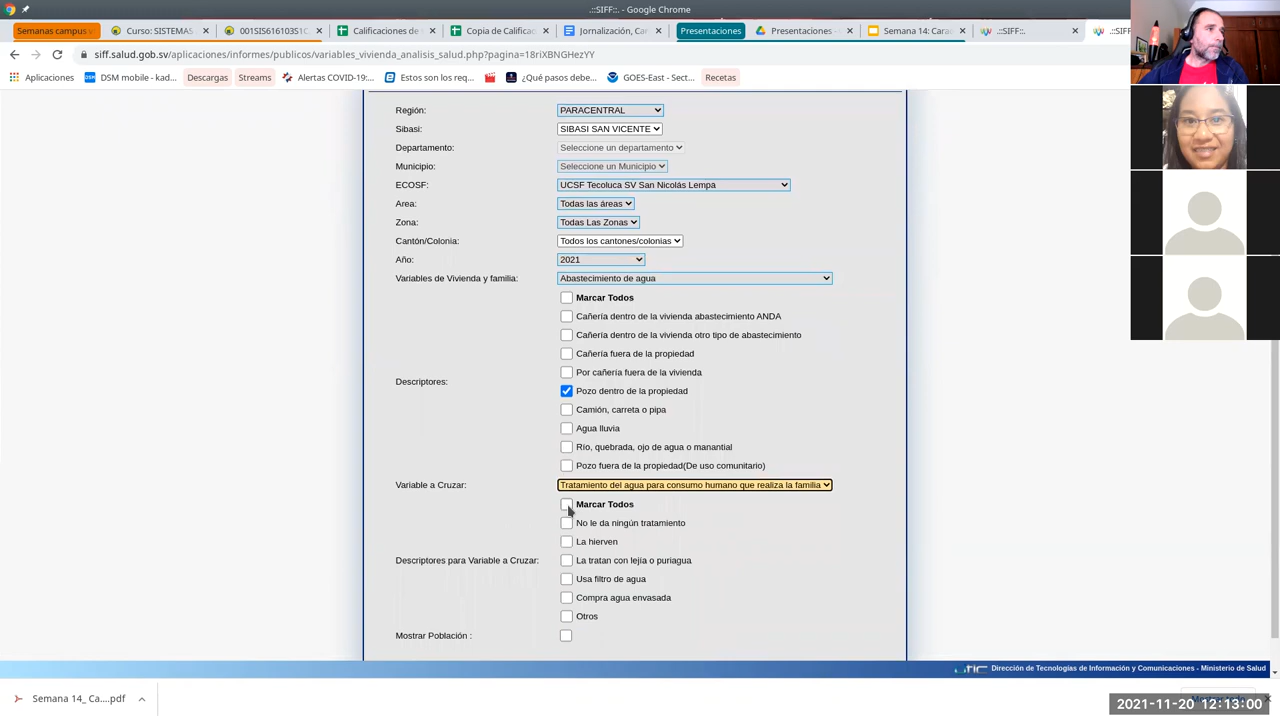 .::SIFF::. - Google Chrome
Semanas campus v
Curso: SISTEMAS
001SIS616103S1C
Calificaciones de
Copia de Calificac
Jornalización, Car
Presentaciones
Presentaciones -
Semana 14: Carac
.::SIFF::.
.::SIFF
siff.salud.gob.sv/aplicaciones/informes/publicos/variables_vivienda_analisis_salud.php?pagina=18riXBNGHezYY
Aplicaciones
DSM mobile - kad...
Descargas
Streams
Alertas COVID-19:...
Estos son los req...
¿Qué pasos debe...
GOES-East - Sect...
Recetas
Región: PARACENTRAL
Sibasi: SIBASI SAN VICENTE
Departamento: Seleccione un departamento
Municipio: Seleccione un Municipio
ECOSF: UCSF Tecoluca SV San Nicolás Lempa
Area: Todas las áreas
Zona: Todas Las Zonas
Cantón/Colonia: Todos los cantones/colonias
Año: 2021
Variables de Vivienda y familia: Abastecimiento de agua
Marcar Todos
Cañería dentro de la vivienda abastecimiento ANDA
Cañería dentro de la vivienda otro tipo de abastecimiento
Cañería fuera de la propiedad
Por cañería fuera de la vivienda
Descriptores:
Pozo dentro de la propiedad
Camión, carreta o pipa
Agua lluvia
Río, quebrada, ojo de agua o manantial
Pozo fuera de la propiedad(De uso comunitario)
Variable a Cruzar: Tratamiento del agua para consumo humano que realiza la familia
Marcar Todos
No le da ningún tratamiento
La hierven
Descriptores para Variable a Cruzar: La tratan con lejía o puriagua
Usa filtro de agua
Compra agua envasada
Otros
Mostrar Población :
Dirección de Tecnologías de Información y Comunicaciones - Ministerio de Salud
Semana 14_ Ca....pdf
2021-11-20 12:13:00